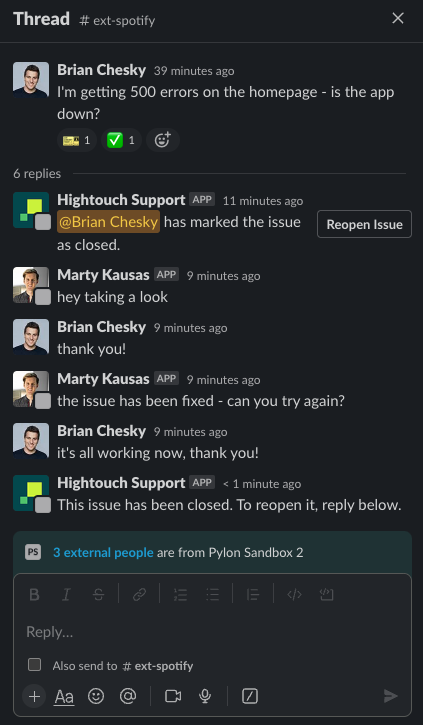 Thread # ext-spotify
Brian Chesky 39 minutes ago
I'm getting 500 errors on the homepage - is the app
down?
1 1
6 replies
Hightouch Support APP 11 minutes ago
@Brian Chesky has marked the issue
as closed.
Reopen Issue
Marty Kausas APP 9 minutes ago
hey taking a look
Brian Chesky 9 minutes ago
thank you!
Marty Kausas APP 9 minutes ago
the issue has been fixed - can you try again?
Brian Chesky 9 minutes ago
it's all working now, thank you!
Hightouch Support APP < 1 minute ago
This issue has been closed. To reopen it, reply below.
PS 3 external people are from Pylon Sandbox 2
B I S
Reply...
Also send to # ext-spotify
Aa @